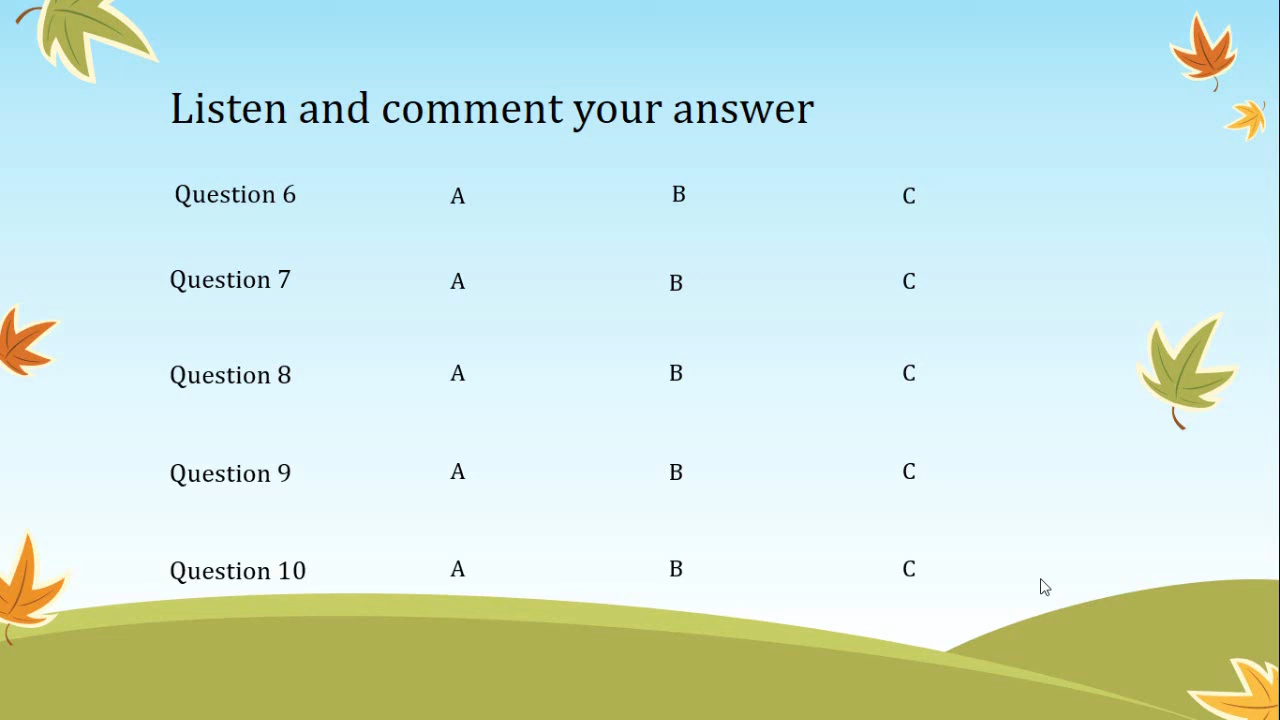 Listen and comment your answer
Question 6 A B C
Question 7 A B C
Question 8 A B C
Question 9 A B C
Question 10 A B C